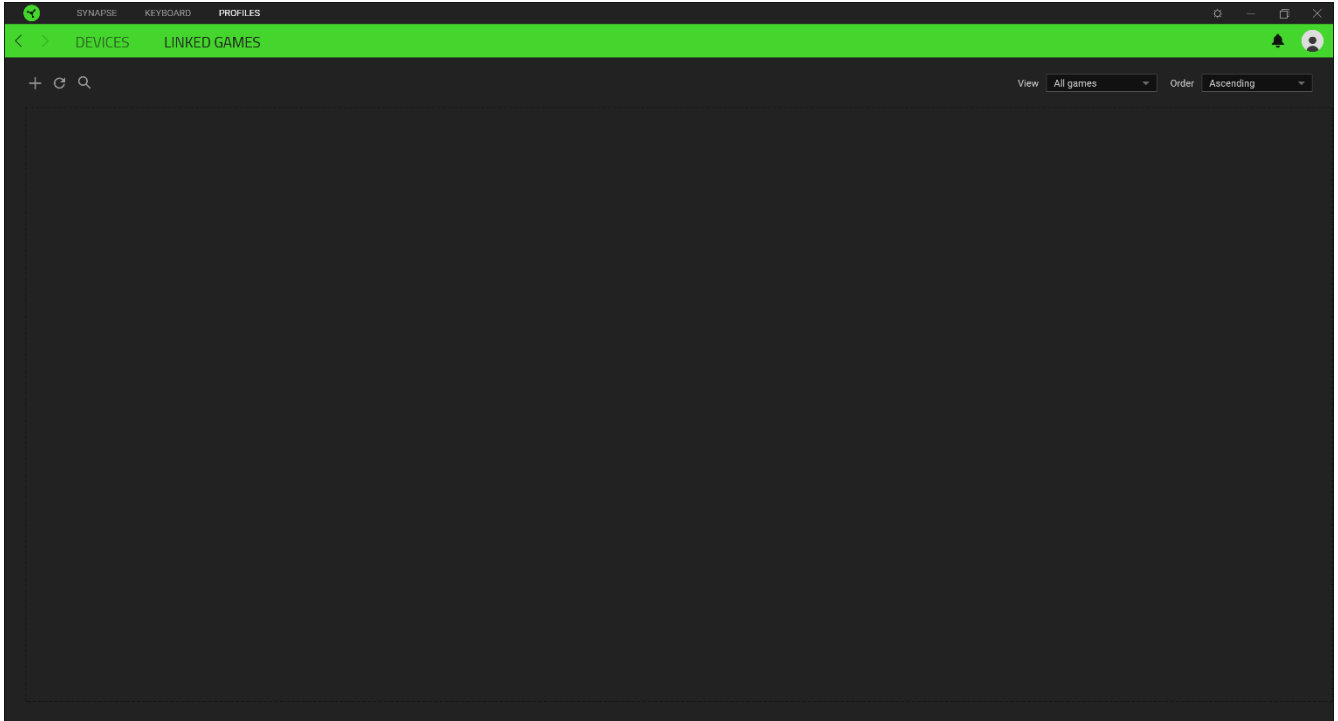 SYNAPSE KEYBOARD PROFILES
DEVICES LINKED GAMES
View All games Order Ascending